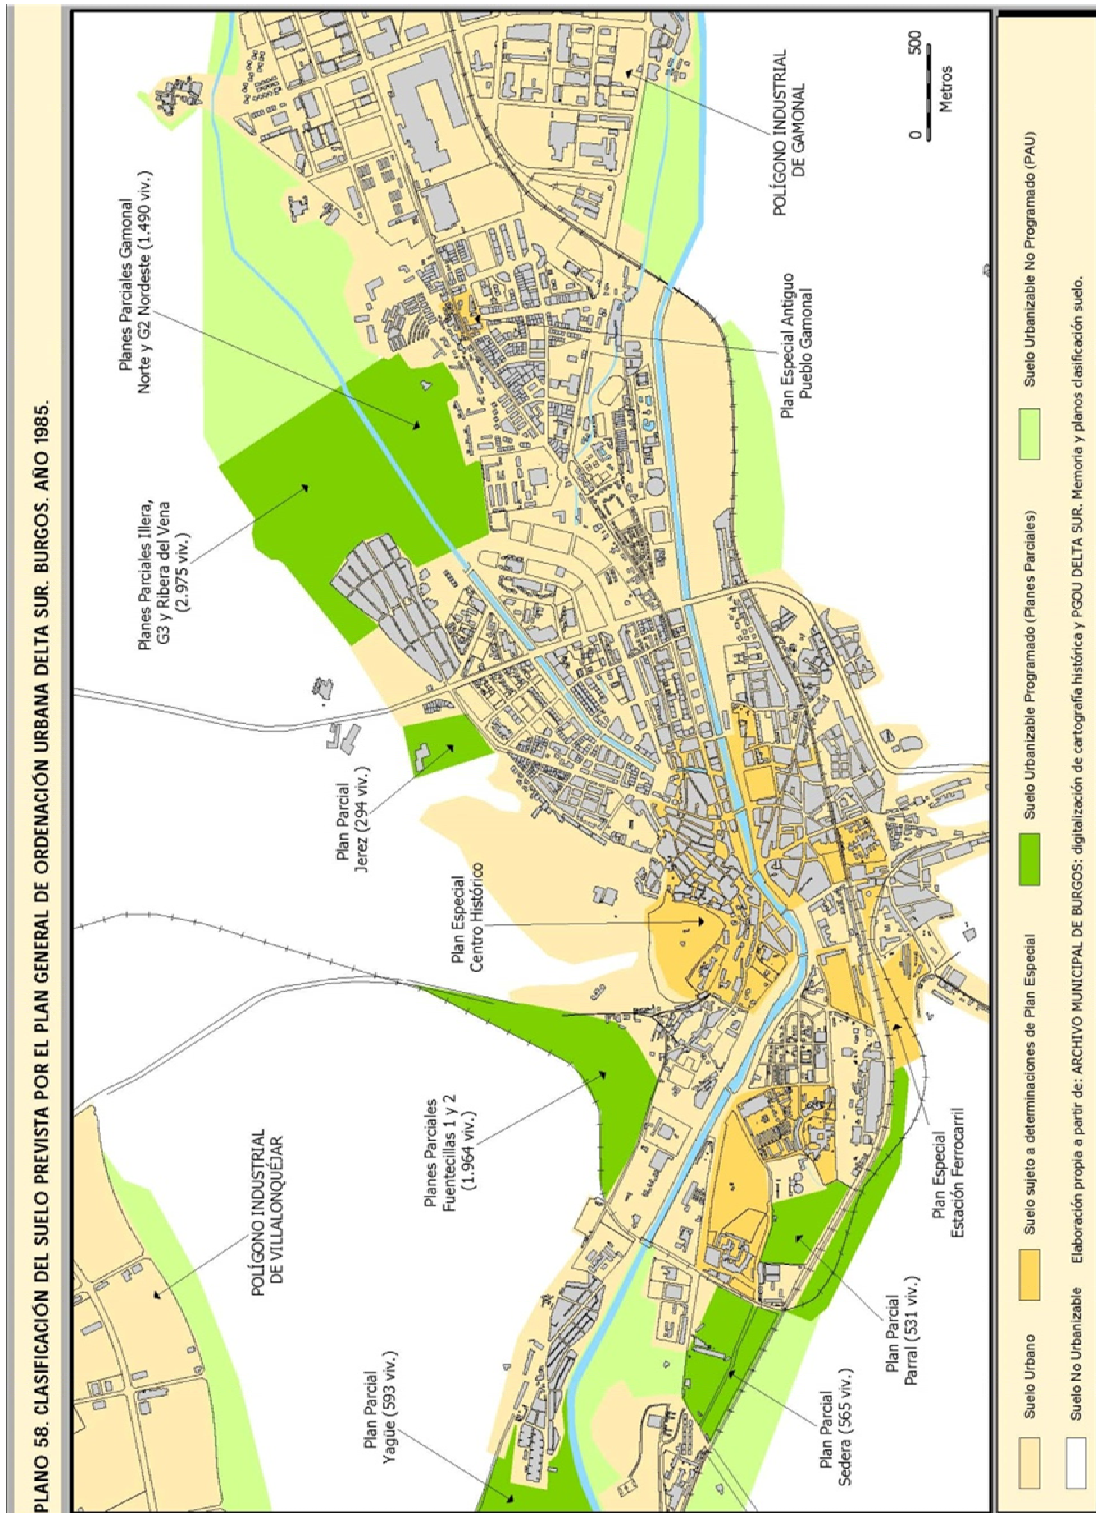 PLANO 58. CLASIFICACIÓN DEL SUELO PREVISTA POR EL PLAN GENERAL DE ORDENACIÓN URBANA DELTA SUR. BURGOS. AÑO 1985.
POLÍGONO INDUSTRIAL
DE VILLALONQUÉJAR
Plan Parcial
Yagüe (593 viv.)
Planes Parciales
Fuentecillas 1 y 2
(1.964 viv.)
Plan Especial
Centro Histórico
Plan Parcial
Jerez (294 viv.)
Planes Parciales Illera,
G3 y Ribera del Vena
(2.975 viv.)
Planes Parciales Gamonal
Norte y G2 Nordeste (1.490 viv.)
Plan Parcial
Sedera (565 viv.)
Plan Parcial
Parral (531 viv.)
Plan Especial
Estación Ferrocarril
Plan Especial Antiguo
Pueblo Gamonal
POLÍGONO INDUSTRIAL
DE GAMONAL
0 500
Metros
Suelo Urbano
Suelo sujeto a determinaciones de Plan Especial
Suelo Urbanizable Programado (Planes Parciales)
Suelo Urbanizable No Programado (PAU)
Suelo No Urbanizable
Elaboración propia a partir de: ARCHIVO MUNICIPAL DE BURGOS: digitalización de cartografía histórica y PGOU DELTA SUR. Memoria y planos clasificación suelo.